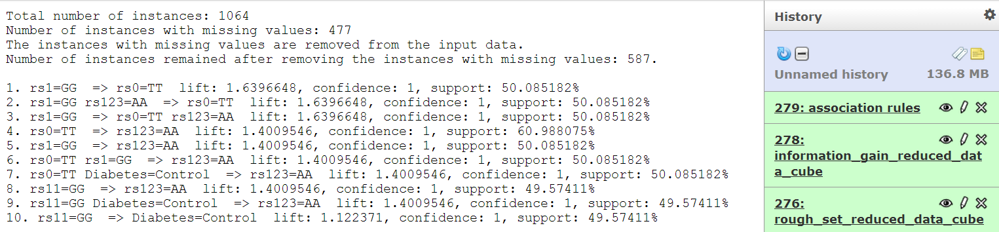 Total number of instances: 1064
Number of instances with missing values: 477
The instances with missing values are removed from the input data.
Number of instances remained after removing the instances with missing values: 587.
1. rs1=GG  => rs0=TT  lift: 1.6396648, confidence: 1, support: 50.085182%
2. rs1=GG rs123=AA  => rs0=TT  lift: 1.6396648, confidence: 1, support: 50.085182%
3. rs1=GG  => rs0=TT rs123=AA  lift: 1.6396648, confidence: 1, support: 50.085182%
4. rs0=TT  => rs123=AA  lift: 1.4009546, confidence: 1, support: 60.988075%
5. rs1=GG  => rs123=AA  lift: 1.4009546, confidence: 1, support: 50.085182%
6. rs0=TT rs1=GG  => rs123=AA  lift: 1.4009546, confidence: 1, support: 50.085182%
7. rs0=TT Diabetes=Control  => rs123=AA  lift: 1.4009546, confidence: 1, support: 50.085182%
8. rs11=GG  => rs123=AA  lift: 1.4009546, confidence: 1, support: 49.57411%
9. rs11=GG Diabetes=Control  => rs123=AA  lift: 1.4009546, confidence: 1, support: 49.57411%
10. rs11=GG  => Diabetes=Control  lift: 1.122371, confidence: 1, support: 49.57411%
History
Unnamed history 136.8 MB
279: association rules
278:
information_gain_reduced_dat
a_cube
276:
rough_set_reduced_data_cube